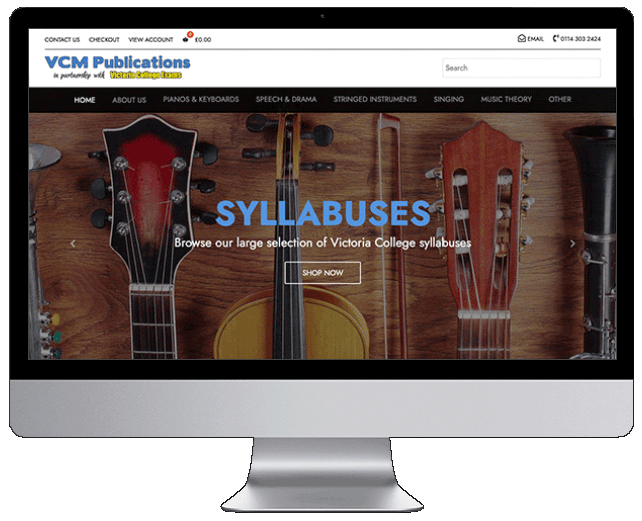 CONTACT US CHECKOUT VIEW ACCOUNT 0 £0.00 EMAIL 0114 303 2424
VCM Publications
in partnership with Victoria College Exams
Search
HOME ABOUT US PIANOS & KEYBOARDS SPEECH & DRAMA STRINGED INSTRUMENTS SINGING MUSIC THEORY OTHER
SYLLABUSES
Browse our large selection of Victoria College syllabuses
SHOP NOW